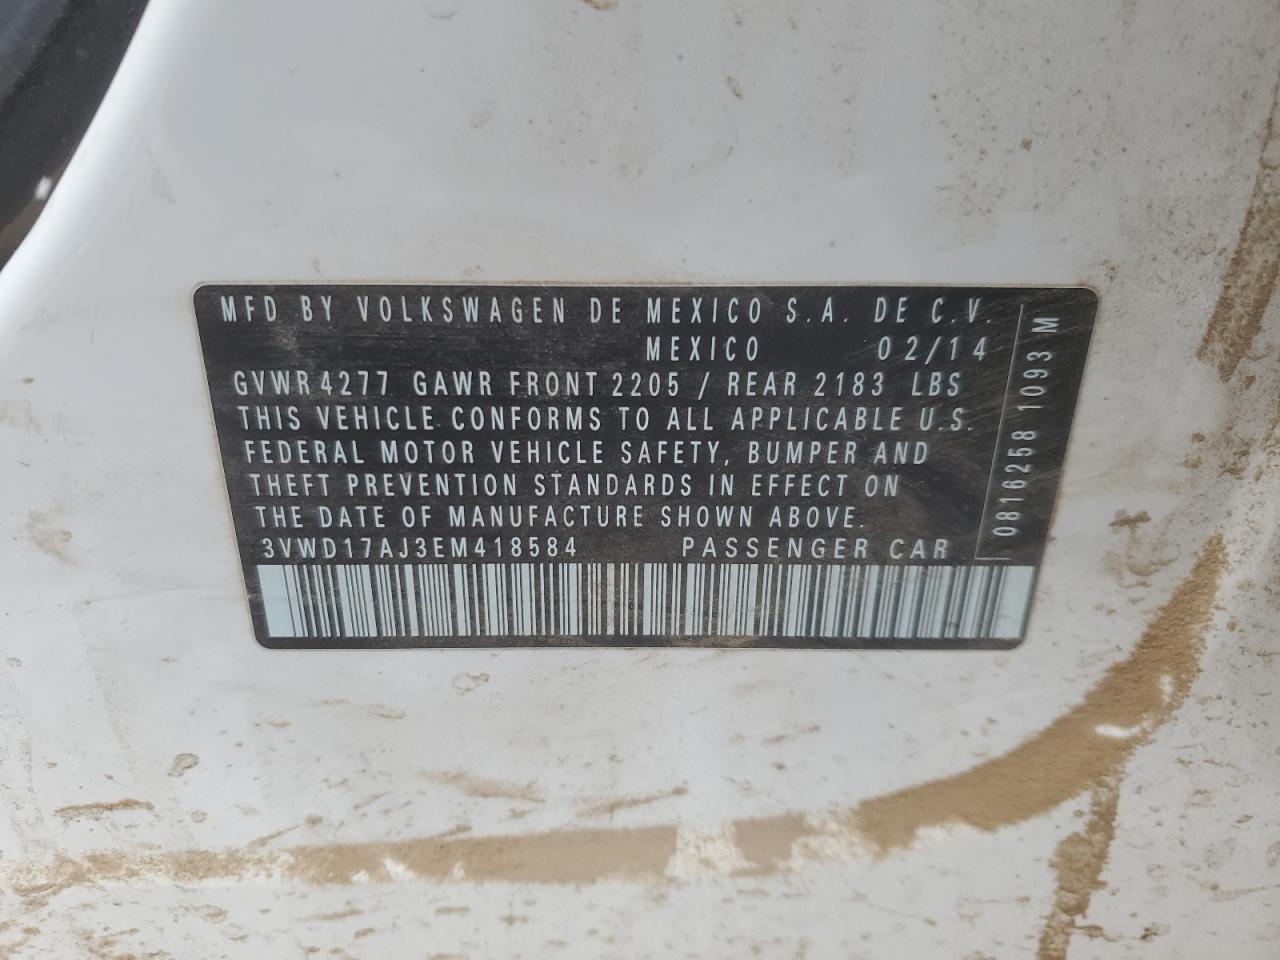 MFD BY VOLKSWAGEN DE MEXICO S.A. DE C.V.
MEXICO 02/14
GVWR 4277 GAWR FRONT 2205 / REAR 2183 LBS
THIS VEHICLE CONFORMS TO ALL APPLICABLE U.S.
FEDERAL MOTOR VEHICLE SAFETY, BUMPER AND
THEFT PREVENTION STANDARDS IN EFFECT ON
THE DATE OF MANUFACTURE SHOWN ABOVE.
3VWD17AJ3EM418584 PASSENGER CAR
0816258 1093 M